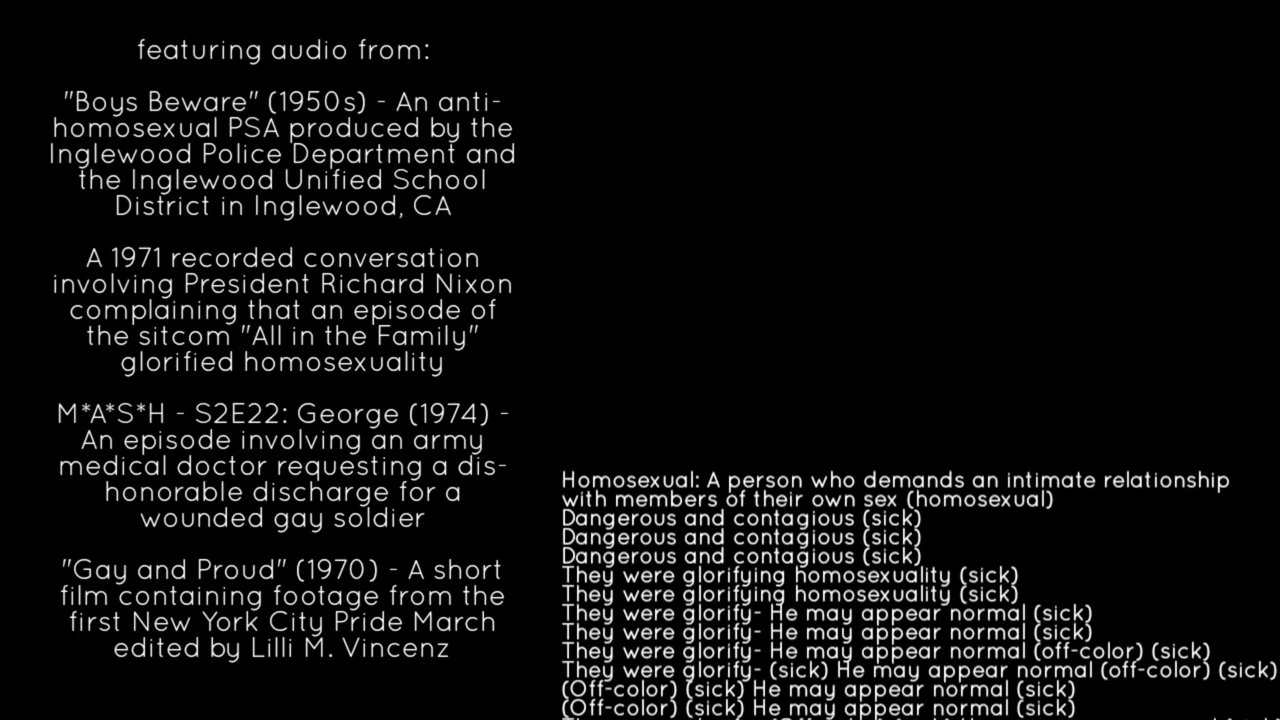 featuring audio from:
"Boys Beware" (1950s) - An anti-
homosexual PSA produced by the
Inglewood Police Department and
the Inglewood Unified School
District in Inglewood, CA
A 1971 recorded conversation
involving President Richard Nixon
complaining that an episode of
the sitcom "All in the Family"
glorified homosexuality
M*A*S*H - S2E22: George (1974) -
An episode involving an army
medical doctor requesting a dis-
honorable discharge for a
wounded gay soldier
"Gay and Proud" (1970) - A short
film containing footage from the
first New York City Pride March
edited by Lilli M. Vincenz
Homosexual: A person who demands an intimate relationship
with members of their own sex (homosexual)
Dangerous and contagious (sick)
Dangerous and contagious (sick)
Dangerous and contagious (sick)
They were glorifying homosexuality (sick)
They were glorifying homosexuality (sick)
They were glorify- He may appear normal (sick)
They were glorify- He may appear normal (sick)
They were glorify- He may appear normal (off-color) (sick)
They were glorify- (sick) He may appear normal (off-color) (sick)
(Off-color) (sick) He may appear normal (sick)
(Off-color) (sick) He may appear normal (sick)